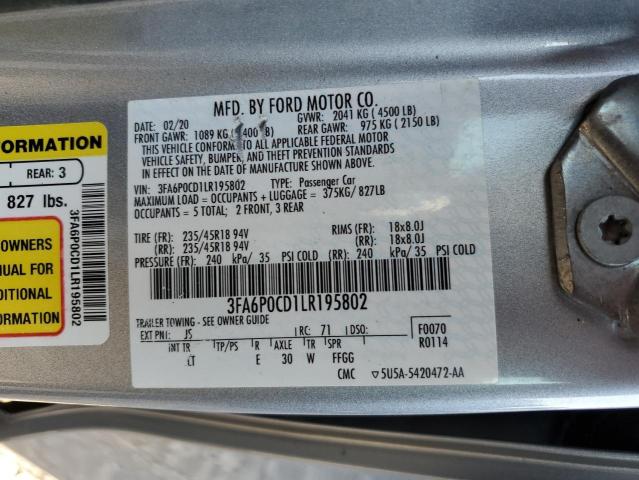 FORMATION
REAR: 3
827 lbs.
OWNERS
NUAL FOR
DITIONAL
FORMATION
3FA6P0CD1LR195802
MFD. BY FORD MOTOR CO.
DATE: 02/20 GVWR: 2041 KG ( 4500 LB)
FRONT GAWR: 1089 KG ( 400 LB) REAR GAWR: 975 KG ( 2150 LB)
THIS VEHICLE CONFORMS TO ALL APPLICABLE FEDERAL MOTOR
VEHICLE SAFETY, BUMPER, AND THEFT PREVENTION STANDARDS
IN EFFECT ON THE DATE OF MANUFACTURE SHOWN ABOVE.
VIN: 3FA6P0CD1LR195802 TYPE: Passenger Car
MAXIMUM LOAD = OCCUPANTS + LUGGAGE = 375KG/ 827LB
OCCUPANTS = 5 TOTAL; 2 FRONT, 3 REAR
TIRE (FR): 235/45R18 94V RIMS (FR): 18x8.0J
(RR): 235/45R18 94V (RR): 18x8.0J
PRESSURE (FR): 240 kPa/ 35 PSI COLD (RR): 240 kPa/ 35 PSI COLD
3FA6P0CD1LR195802
TRAILER TOWING - SEE OWNER GUIDE
EXT PNT: JS RC: 71 DSO: F0070
INT TR TP/PS R AXLE TR SPR R0114
LT E 30 W FFGG
CMC ▽5U5A-5420472-AA